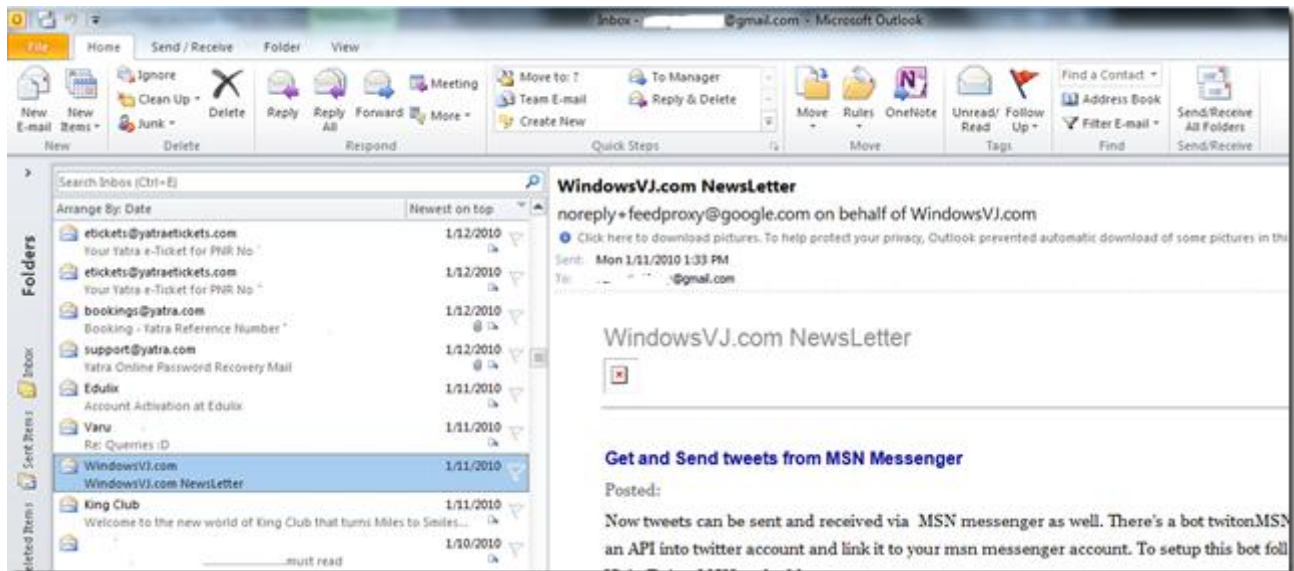 Inbox - @gmail.com - Microsoft Outlook
File Home Send / Receive Folder View
New E-mail
New Items
Ignore
Clean Up
Junk
Delete
Reply
Reply All
Forward
Meeting
More
Move to: ?
Team E-mail
Create New
To Manager
Reply & Delete
Move
Rules
OneNote
Unread/ Read
Follow Up
Find a Contact
Address Book
Filter E-mail
Send/Receive All Folders
New Delete Respond Quick Steps Move Tags Find Send/Receive
Folders
Inbox
Sent Items
Deleted Items
Search Inbox (Ctrl+E)
Arrange By: Date Newest on top
etickets@yatraetickets.com 1/12/2010
Your Yatra e-Ticket for PNR No
etickets@yatraetickets.com 1/12/2010
Your Yatra e-Ticket for PNR No
bookings@yatra.com 1/12/2010
Booking - Yatra Reference Number
support@yatra.com 1/12/2010
Yatra Online Password Recovery Mail
Edulix 1/11/2010
Account Activation at Edulix
Varu 1/11/2010
Re: Querries :D
WindowsVJ.com 1/11/2010
WindowsVJ.com NewsLetter
King Club 1/11/2010
Welcome to the new world of King Club that turns Miles to Smiles...
1/10/2010
...must read
WindowsVJ.com NewsLetter
noreply+feedproxy@google.com on behalf of WindowsVJ.com
Click here to download pictures. To help protect your privacy, Outlook prevented automatic download of some pictures in thi
Sent: Mon 1/11/2010 1:33 PM
To: @gmail.com
WindowsVJ.com NewsLetter
Get and Send tweets from MSN Messenger
Posted:
Now tweets can be sent and received via MSN messenger as well. There's a bot twitonMSN
an API into twitter account and link it to your msn messenger account. To setup this bot foll